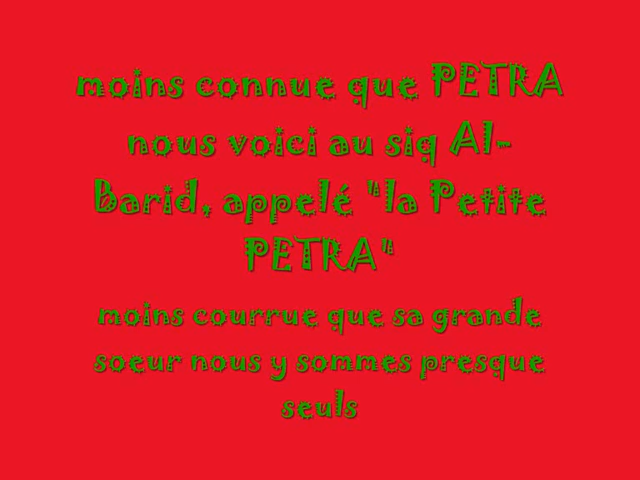 moins connue que PETRA
nous voici au siq Al-
Barid, appelé "la Petite
PETRA"
moins courrue que sa grande
soeur nous y sommes presque
seuls